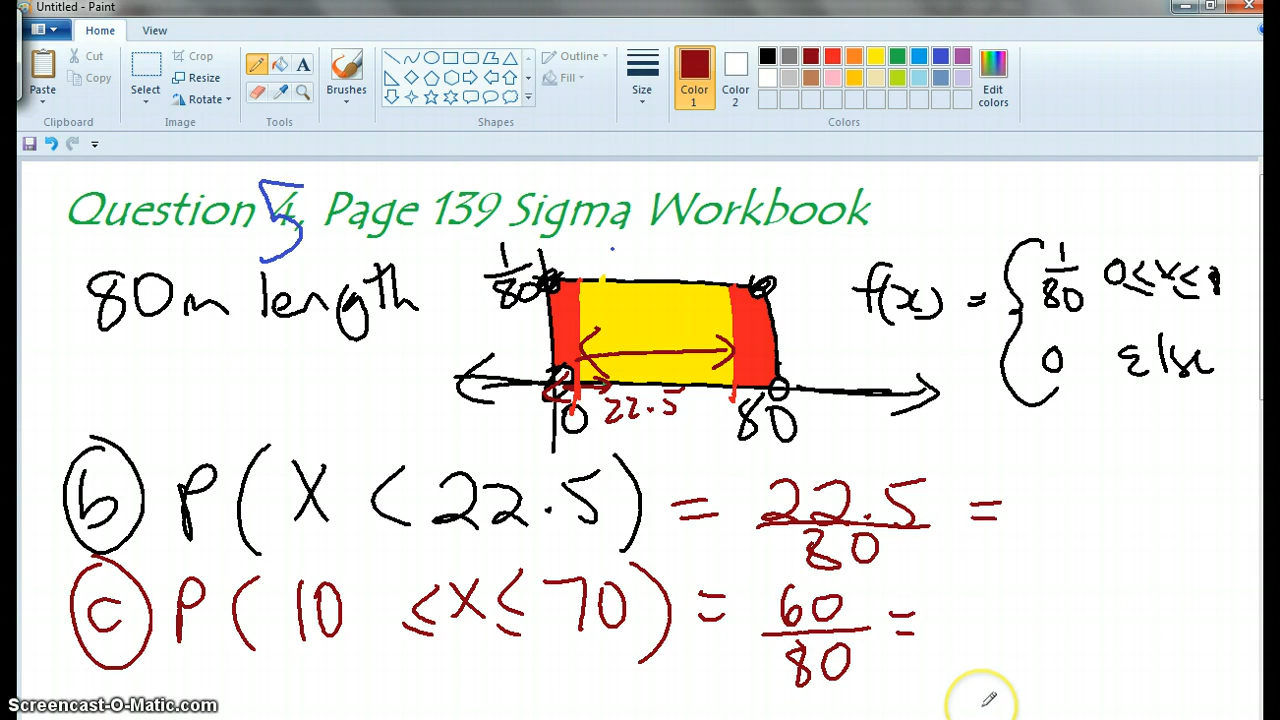 Untitled - Paint
Home View
Paste
Cut
Copy
Clipboard
Select
Crop
Resize
Rotate
Image
A
Tools
Brushes
Shapes
Outline
Fill
Size
Color 1
Color 2
Edit colors
Colors
Question 4, Page 139 Sigma Workbook
5
80m length
1/80
0
22.5
80
f(x) = { 1/80 0≤x≤
0 else
b P(X < 22.5) = 22.5/80 =
c P(10 ≤X≤ 70) = 60/80 =
Screencast-O-Matic.com